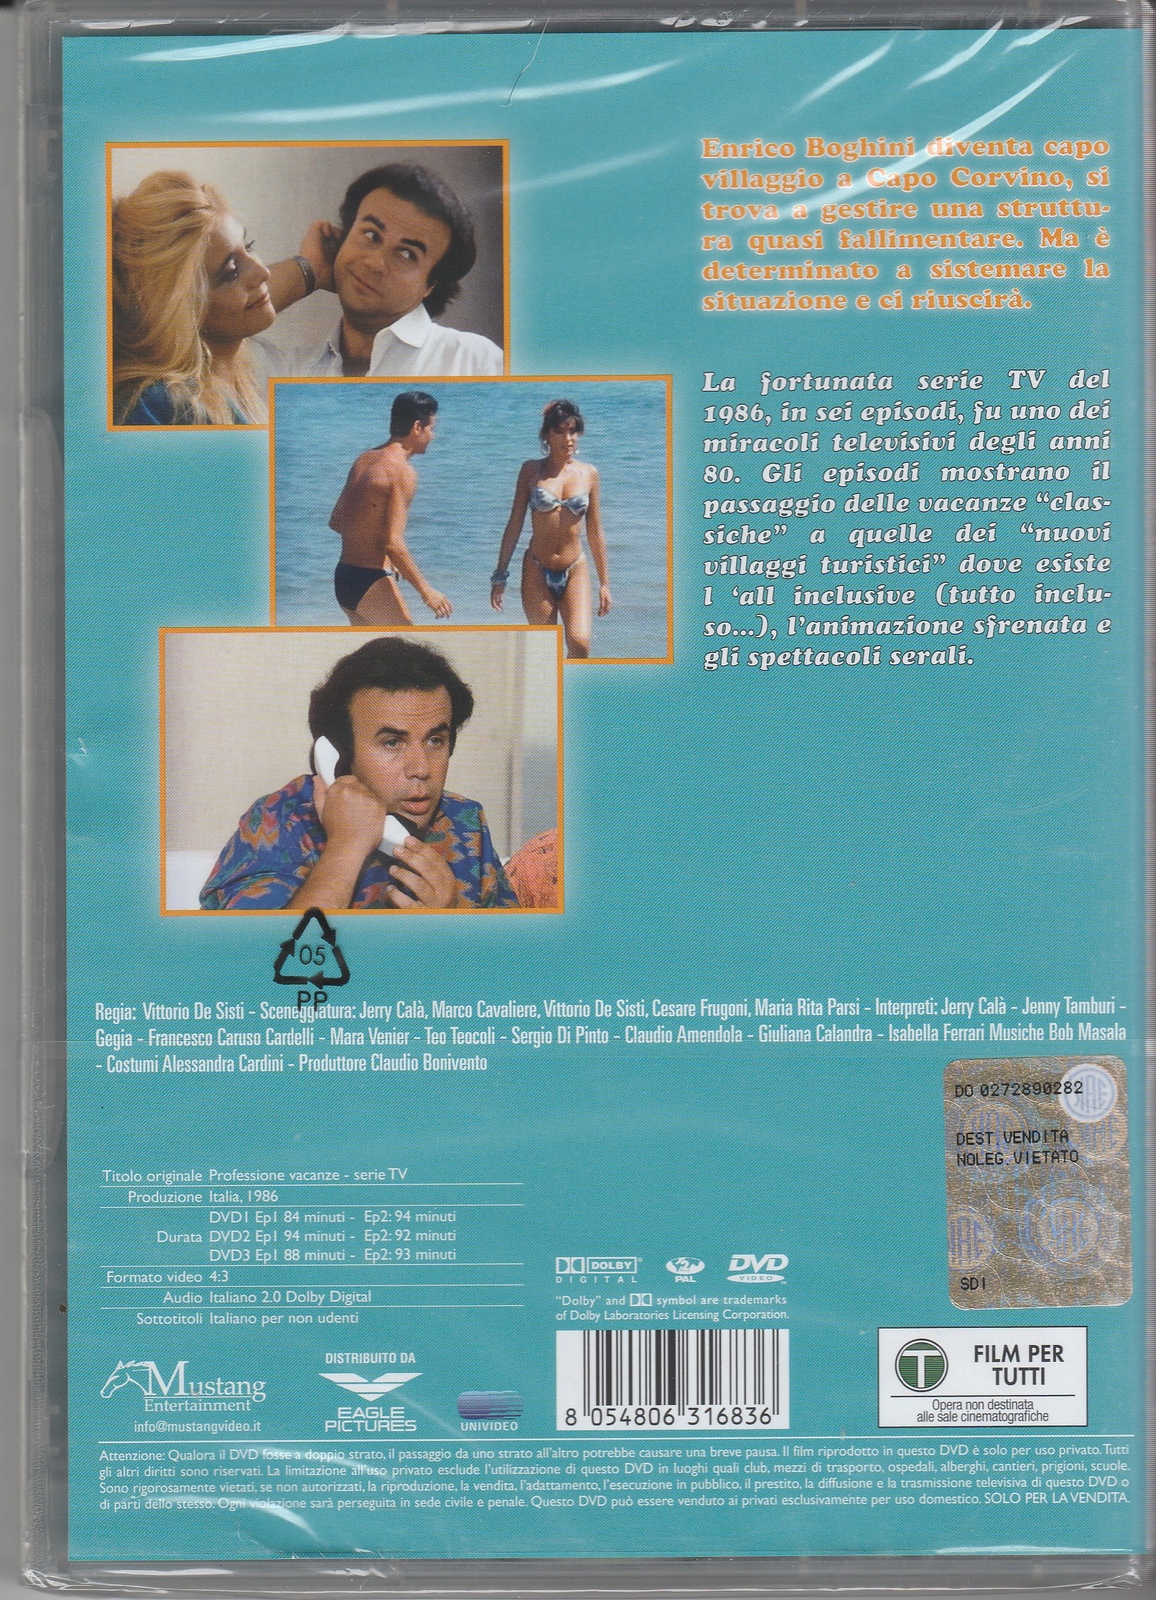 Enrico Boghini diventa capo
villaggio a Capo Corvino, si
trova a gestire una struttu-
ra quasi fallimentare. Ma è
determinato a sistemare la
situazione e ci riuscirà.
La fortunata serie TV del
1986, in sei episodi, fu uno dei
miracoli televisivi degli anni
80. Gli episodi mostrano il
passaggio delle vacanze “clas-
siche” a quelle dei “nuovi
villaggi turistici” dove esiste
l ‘all inclusive (tutto inclu-
so...), l’animazione sfrenata e
gli spettacoli serali.
05
PP
Regia: Vittorio De Sisti - Sceneggiatura: Jerry Calà, Marco Cavaliere, Vittorio De Sisti, Cesare Frugoni, Maria Rita Parsi - Interpreti: Jerry Calà - Jenny Tamburi -
Gegia - Francesco Caruso Cardelli - Mara Venier - Teo Teocoli - Sergio Di Pinto - Claudio Amendola - Giuliana Calandra - Isabella Ferrari Musiche Bob Masala
- Costumi Alessandra Cardini - Produttore Claudio Bonivento
DO 0272890282
DEST.VENDITA
NOLEG.VIETATO
SDI
Titolo originale Professione vacanze - serie TV
Produzione Italia, 1986
DVD1 Ep1 84 minuti - Ep2: 94 minuti
Durata DVD2 Ep1 94 minuti - Ep2: 92 minuti
DVD3 Ep1 88 minuti - Ep2: 93 minuti
Formato video 4:3
Audio Italiano 2.0 Dolby Digital
Sottotitoli Italiano per non udenti
DOLBY
DIGITAL
PAL
DVD
VIDEO
“Dolby” and symbol are trademarks
of Dolby Laboratories Licensing Corporation.
Mustang
Entertainment
info@mustangvideo.it
DISTRIBUITO DA
EAGLE
PICTURES
UNIVIDEO
8 054806 316836
T
FILM PER
TUTTI
Opera non destinata
alle sale cinematografiche
Attenzione: Qualora il DVD fosse a doppio strato, il passaggio da uno strato all'altro potrebbe causare una breve pausa. Il film riprodotto in questo DVD è solo per uso privato. Tutti
gli altri diritti sono riservati. La limitazione all'uso privato esclude l'utilizzazione di questo DVD in luoghi quali club, mezzi di trasporto, ospedali, alberghi, cantieri, prigioni, scuole.
Sono rigorosamente vietati, se non autorizzati, la riproduzione, la vendita, l'adattamento, l'esecuzione in pubblico, il prestito, la diffusione e la trasmissione televisiva di questo DVD o
di parti dello stesso. Ogni violazione sarà perseguita in sede civile e penale. Questo DVD può essere venduto ai privati esclusivamente per uso domestico. SOLO PER LA VENDITA.